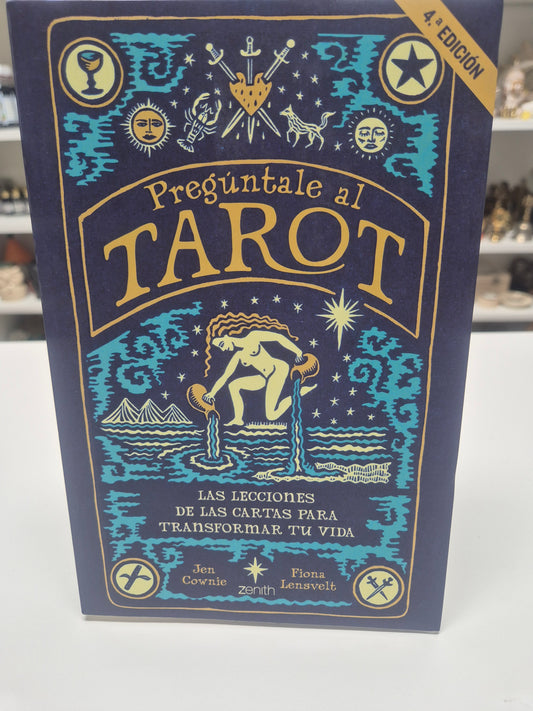 4.ª EDICIÓN
Pregúntale al
TAROT
LAS LECCIONES
DE LAS CARTAS PARA
TRANSFORMAR TU VIDA
Jen
Cownie
Fiona
Lensvelt
zenith